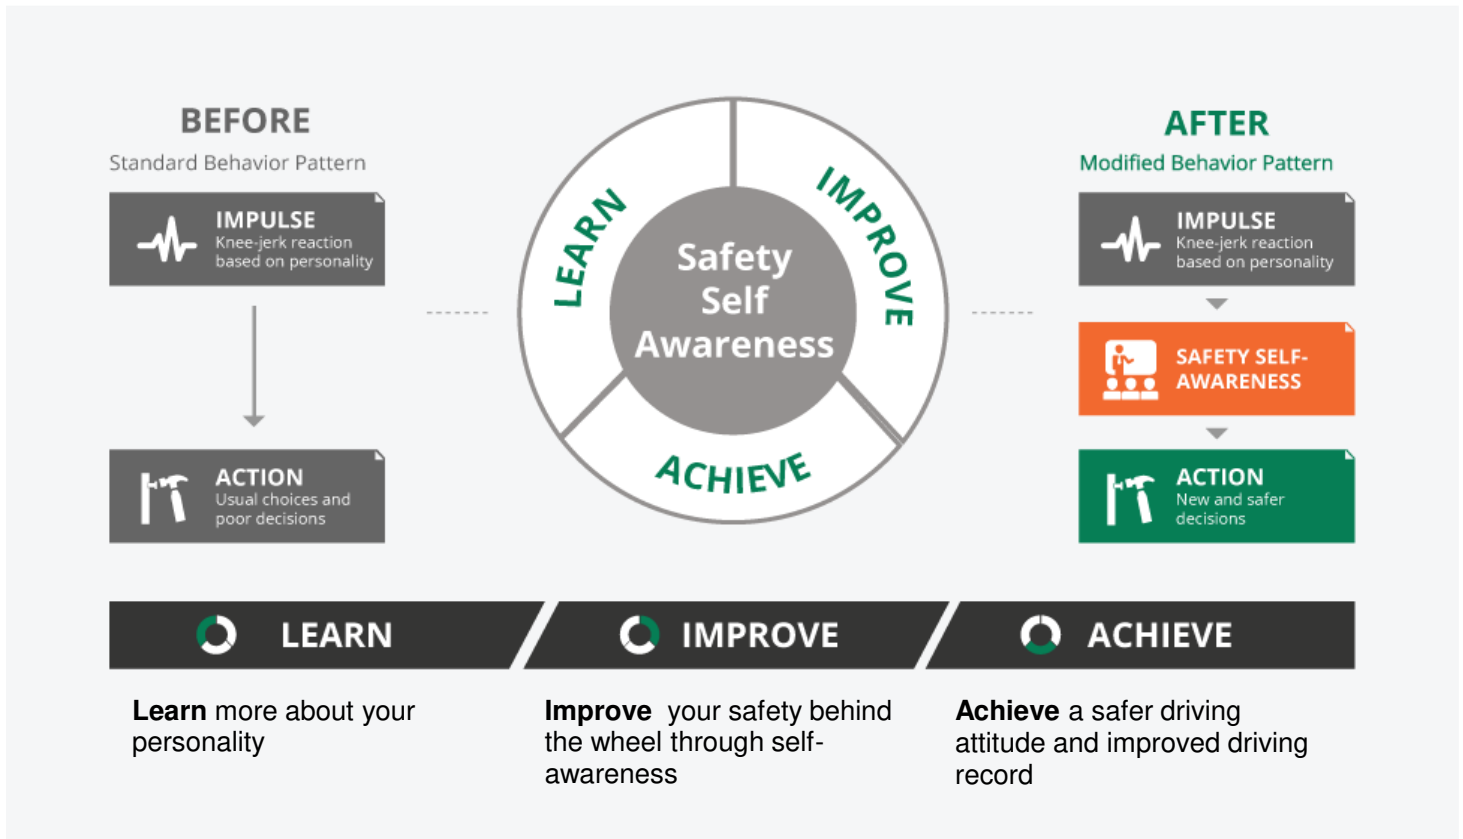 BEFORE
Standard Behavior Pattern
IMPULSE
Knee-jerk reaction
based on personality
ACTION
Usual choices and
poor decisions
LEARN
IMPROVE
ACHIEVE
Safety
Self
Awareness
AFTER
Modified Behavior Pattern
IMPULSE
Knee-jerk reaction
based on personality
SAFETY SELF-
AWARENESS
ACTION
New and safer
decisions
LEARN
Learn more about your
personality
IMPROVE
Improve your safety behind
the wheel through self-
awareness
ACHIEVE
Achieve a safer driving
attitude and improved driving
record